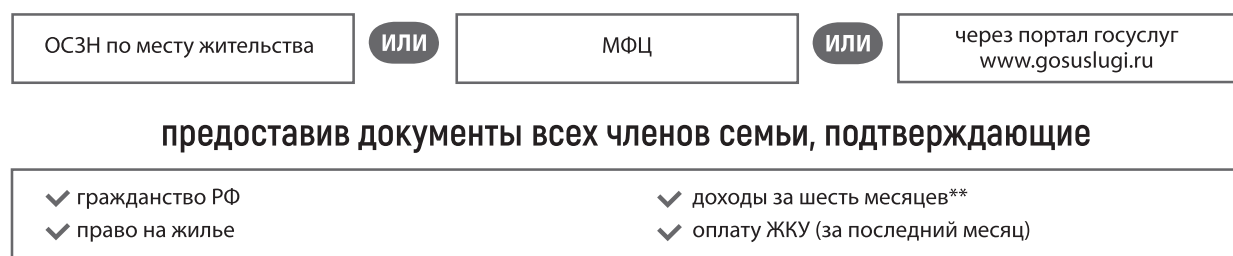 ОСЗН по месту жительства
ИЛИ
МФЦ
ИЛИ
через портал госуслуг
www.gosuslugi.ru
предоставив документы всех членов семьи, подтверждающие
гражданство РФ
доходы за шесть месяцев**
право на жилье
оплату ЖКУ (за последний месяц)